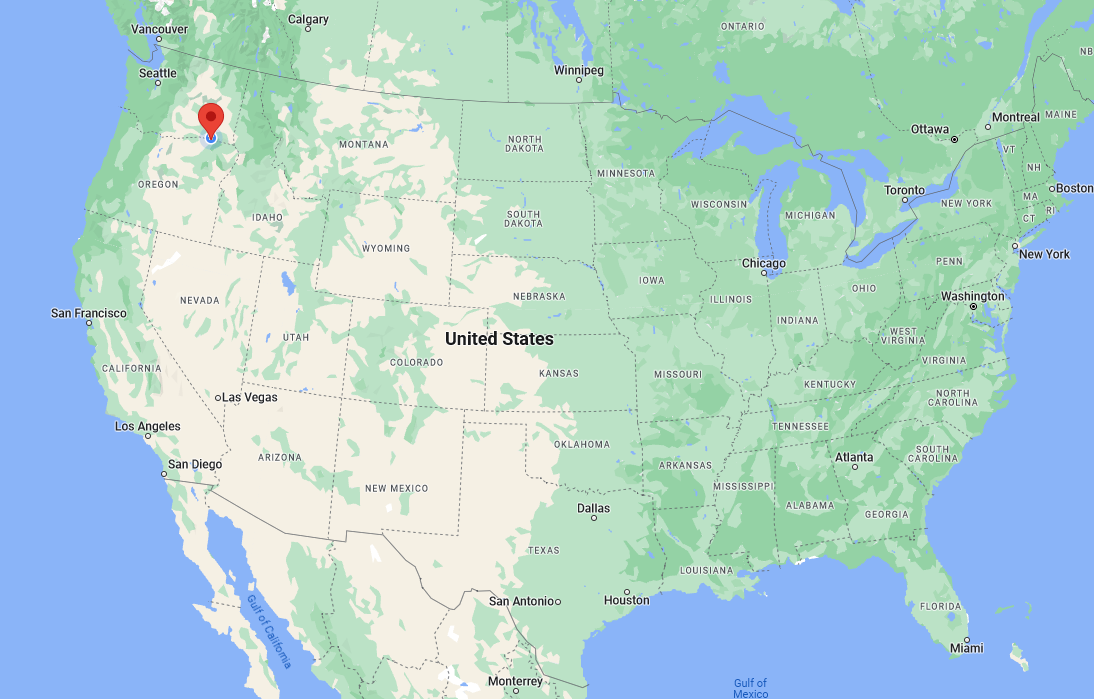 Calgary
Vancouver
ONTARIO
NB
Winnipeg
Seattle
Montreal
MAINE
Ottawa
MONTANA
NORTH
DAKOTA
VT
MINNESOTA
NH
OREGON
Toronto
Boston
WISCONSIN
MA
NEW YORK
MICHIGAN
CT
RI
IDAHO
SOUTH
DAKOTA
WYOMING
New York
Chicago
PENN
IOWA
OHIO
NEBRASKA
Washington
ILLINOIS
NEVADA
San Francisco
INDIANA
UTAH
United States
WEST
VIRGINIA
COLORADO
VIRGINIA
CALIFORNIA
KANSAS
MISSOURI
KENTUCKY
Las Vegas
NORTH
CAROLINA
Los Angeles
TENNESSEE
OKLAHOMA
ARIZONA
SOUTH
CAROLINA
Atlanta
San Diego
ARKANSAS
NEW MEXICO
MISSISSIPPI
ALABAMA
Dallas
GEORGIA
TEXAS
LOUISIANA
San Antonio
Houston
FLORIDA
Gulf of
California
Miami
Monterrey
Gulf of
Mexico